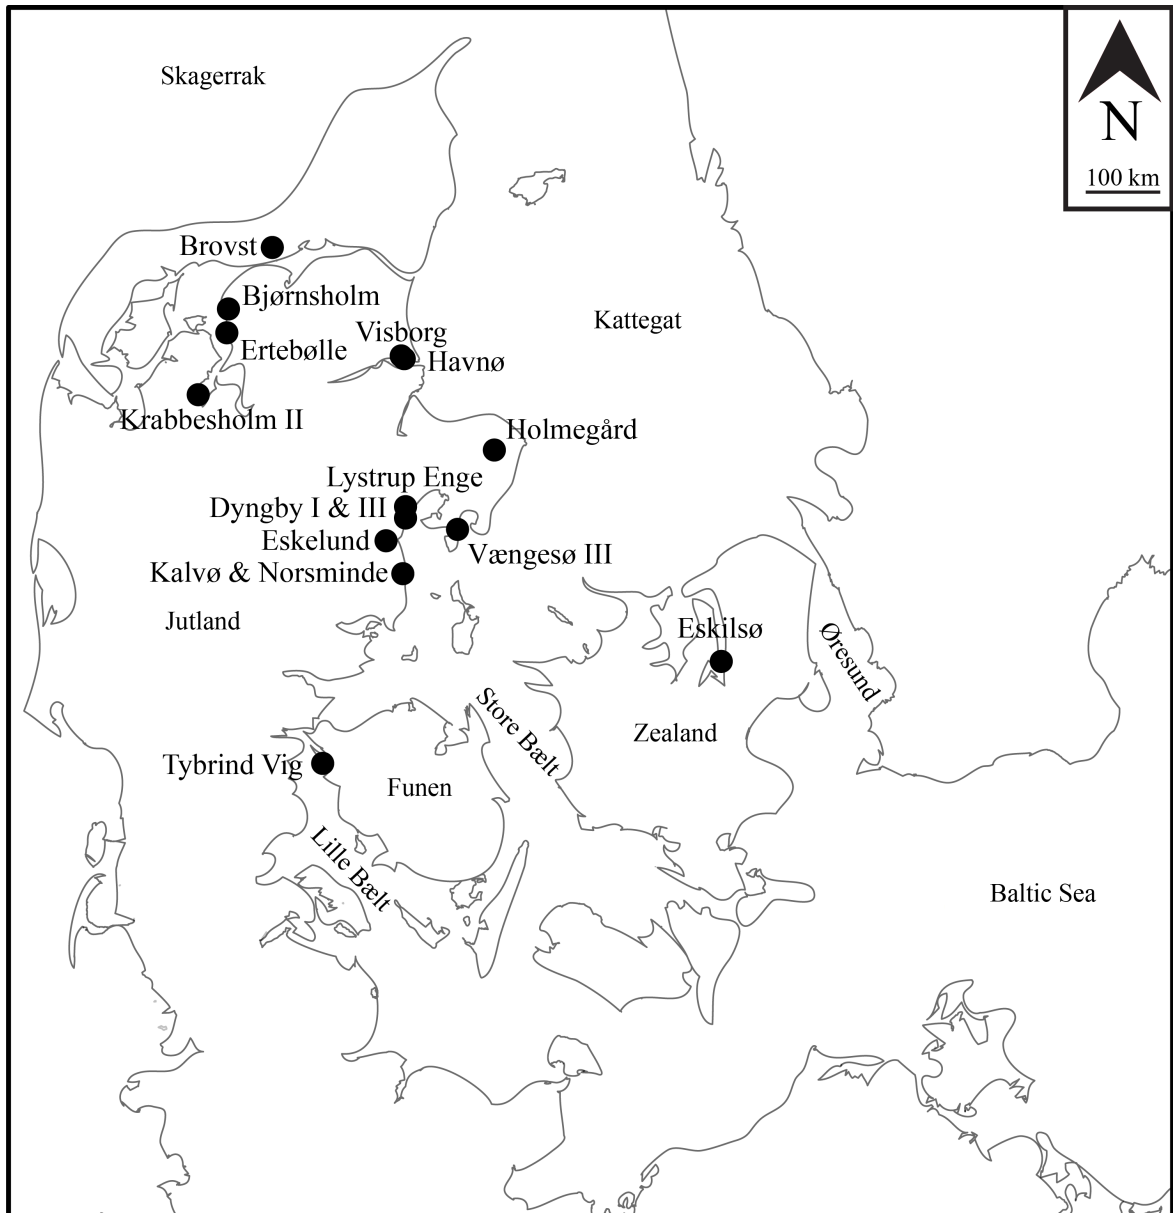 Skagerrak
N
100 km
Brovst
Bjørnsholm
Kattegat
Visborg
Ertebølle
Havnø
Krabbesholm II
Holmegård
Lystrup Enge
Dyngby I & III
Eskelund
Vængesø III
Kalvø & Norsminde
Jutland
Eskilsø
Øresund
Store Bælt
Zealand
Tybrind Vig
Funen
Lille Bælt
Baltic Sea